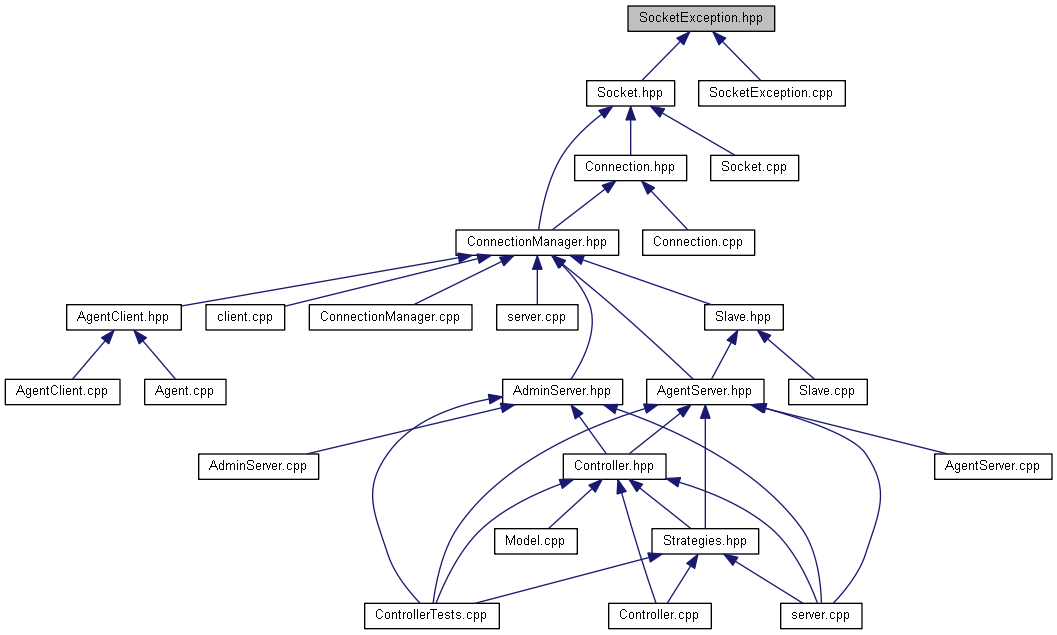 SocketException.hpp
Socket.hpp
SocketException.cpp
Connection.hpp
Socket.cpp
ConnectionManager.hpp
Connection.cpp
AgentClient.hpp
client.cpp
ConnectionManager.cpp
server.cpp
Slave.hpp
AgentClient.cpp
Agent.cpp
AdminServer.hpp
AgentServer.hpp
Slave.cpp
AdminServer.cpp
Controller.hpp
AgentServer.cpp
Model.cpp
Strategies.hpp
ControllerTests.cpp
Controller.cpp
server.cpp